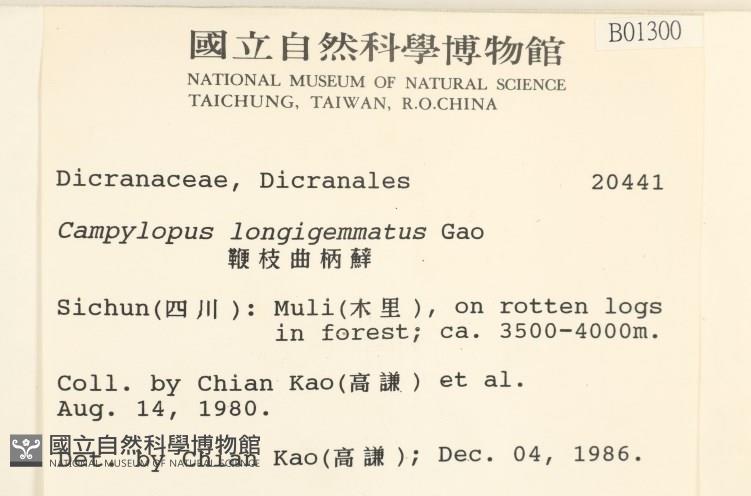 國立自然科學博物館
B01300
NATIONAL MUSEUM OF NATURAL SCIENCE
TAICHUNG, TAIWAN, R.O.CHINA
Dicranaceae, Dicranales 20441
Campylopus longigemmatus Gao
鞭枝曲柄蘚
Sichun(四川): Muli(木里), on rotten logs
in forest; ca. 3500-4000m.
Coll. by Chian Kao(高謙) et al.
Aug. 14, 1980.
國立自然科學博物館
NATIONAL MUSEUM OF NATURAL SCIENCE
Det. by Chian Kao(高謙); Dec. 04, 1986.